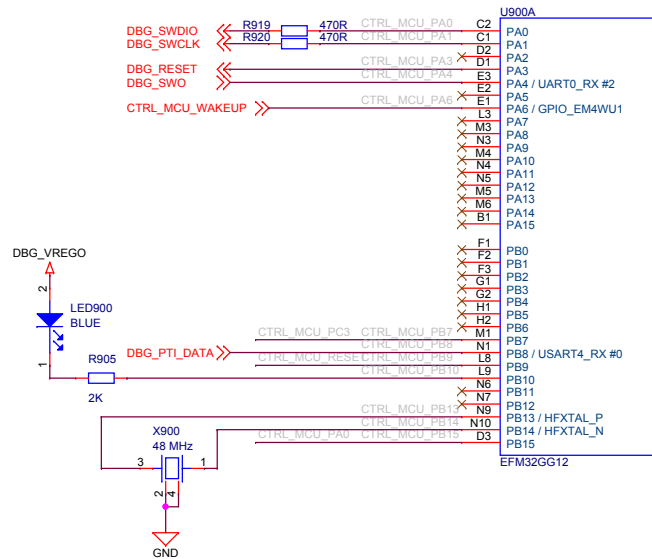 U900A
DBG_SWDIO R919 470R CTRL_MCU_PA0 C2 PA0
DBG_SWCLK R920 470R CTRL_MCU_PA1 C1 PA1
D2 PA2
DBG_RESET CTRL_MCU_PA3 D1 PA3
DBG_SWO CTRL_MCU_PA4 E3 PA4 / UART0_RX #2
E2 PA5
CTRL_MCU_WAKEUP CTRL_MCU_PA6 E1 PA6 / GPIO_EM4WU1
L3 PA7
M3 PA8
N3 PA9
M4 PA10
N4 PA11
N5 PA12
M5 PA13
M6 PA14
B1 PA15
F1 PB0
DBG_VREGO F2 PB1
F3 PB2
2 G1 PB3
LED900 G2 PB4
BLUE H1 PB5
H2 PB6
CTRL_MCU_PC3 CTRL_MCU_PB7 M1 PB7
1 R905 DBG_PTI_DATA CTRL_MCU_PB8 N1 PB8 / USART4_RX #0
CTRL_MCU_RESET CTRL_MCU_PB9 L8 PB9
CTRL_MCU_PB10 L9 PB10
2K N6 PB11
N7 PB12
CTRL_MCU_PB13 N9 PB13 / HFXTAL_P
X900 CTRL_MCU_PB14 N10 PB14 / HFXTAL_N
48 MHz CTRL_MCU_PA0 CTRL_MCU_PB15 D3 PB15
3 1 EFM32GG12
2 4
GND